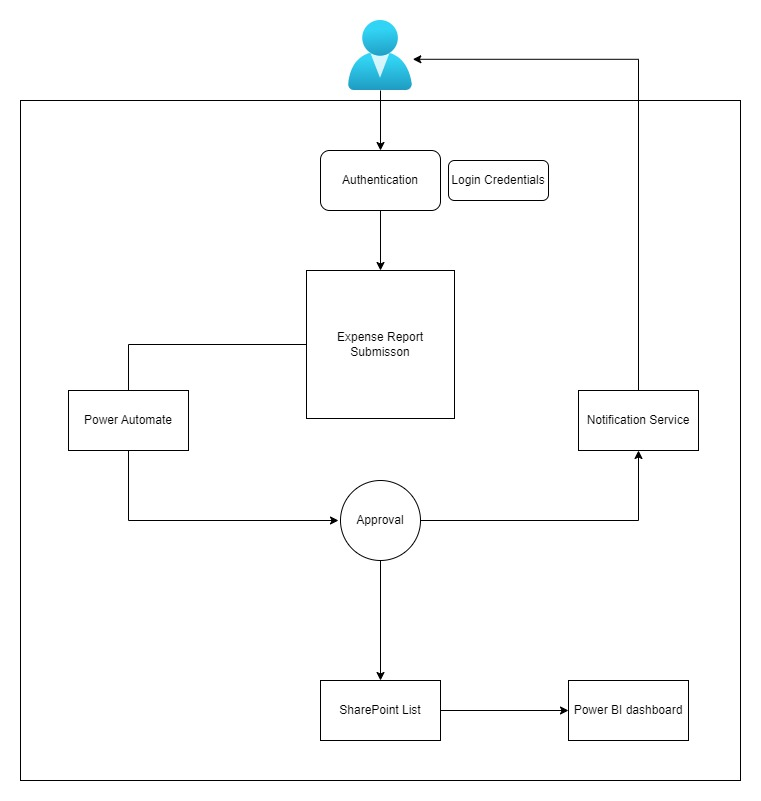 Authentication
Login Credentials
Expense Report
Submisson
Power Automate
Notification Service
Approval
SharePoint List
Power BI dashboard